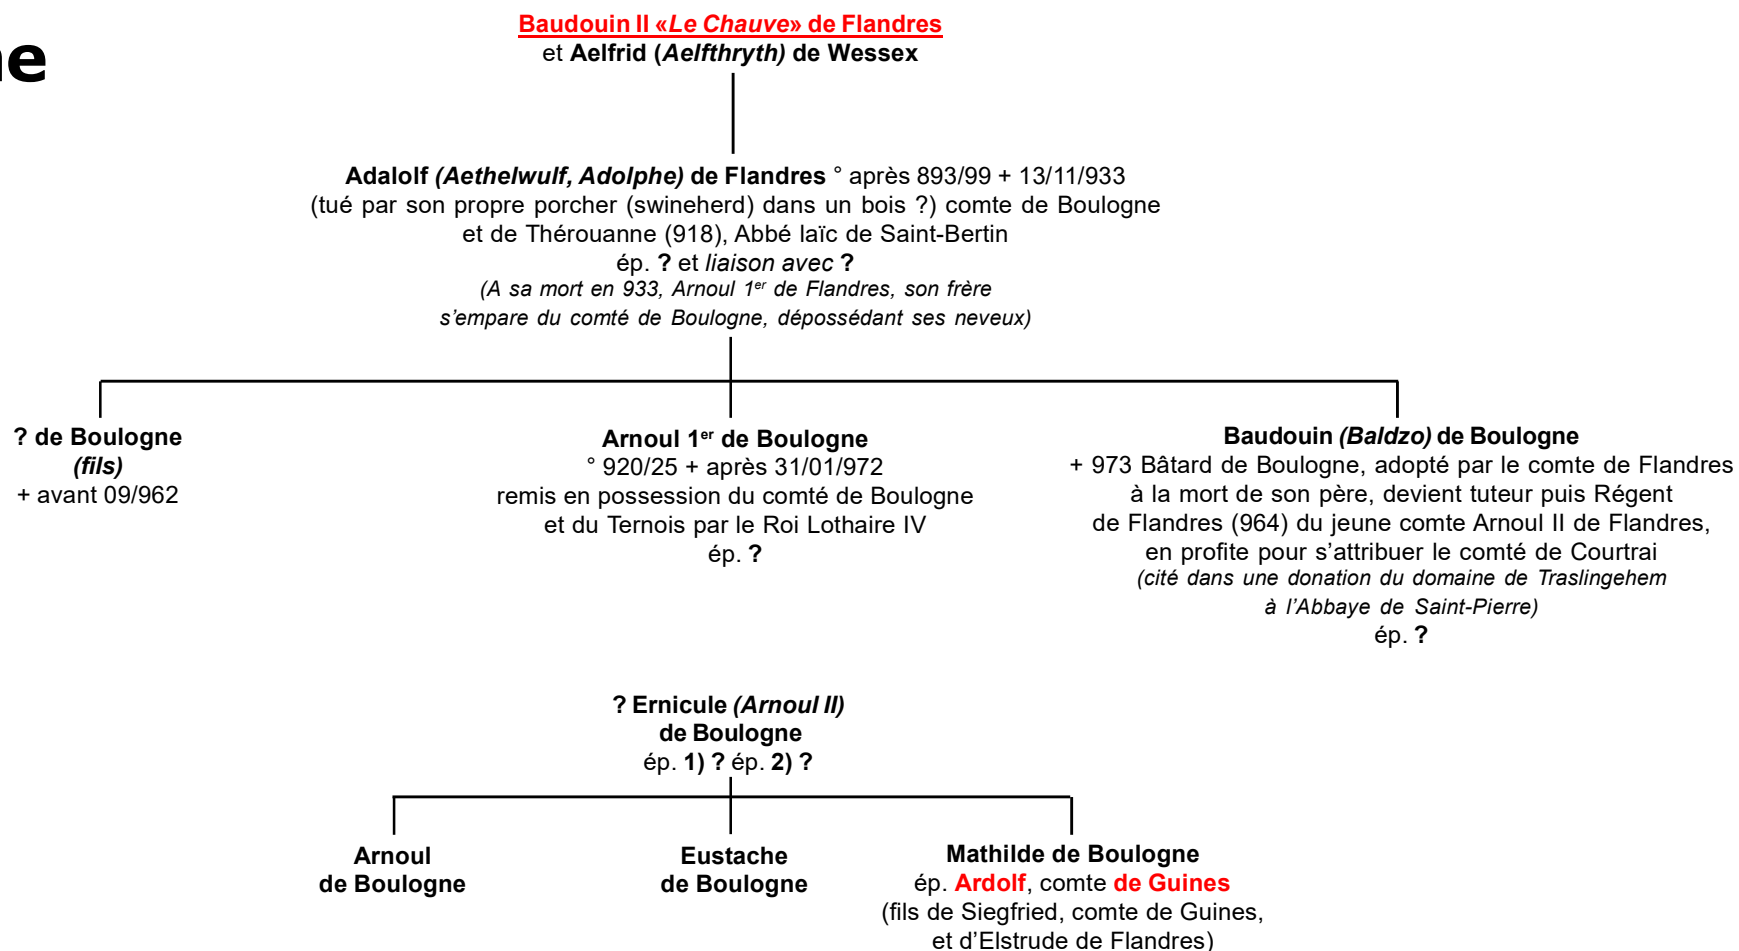 Baudouin II «Le Chauve» de Flandres
et Aelfrid (Aelfthryth) de Wessex
ne
Adalolf (Aethelwulf, Adolphe) de Flandres ° après 893/99 + 13/11/933
(tué par son propre porcher (swineherd) dans un bois ?) comte de Boulogne
et de Thérouanne (918), Abbé laïc de Saint-Bertin
ép. ? et liaison avec ?
(A sa mort en 933, Arnoul 1er de Flandres, son frère
s'empare du comté de Boulogne, dépossédant ses neveux)
? de Boulogne
(fils)
+ avant 09/962
Arnoul 1er de Boulogne
° 920/25 + après 31/01/972
remis en possession du comté de Boulogne
et du Ternois par le Roi Lothaire IV
ép. ?
Baudouin (Baldzo) de Boulogne
+ 973 Bâtard de Boulogne, adopté par le comte de Flandres
à la mort de son père, devient tuteur puis Régent
de Flandres (964) du jeune comte Arnoul II de Flandres,
en profite pour s’attribuer le comté de Courtrai
(cité dans une donation du domaine de Traslingehem
à l’Abbaye de Saint-Pierre)
ép. ?
? Ernicule (Arnoul II)
de Boulogne
ép. 1) ? ép. 2) ?
Arnoul
de Boulogne
Eustache
de Boulogne
Mathilde de Boulogne
ép. Ardolf, comte de Guines
(fils de Siegfried, comte de Guines,
et d’Elstrude de Flandres)